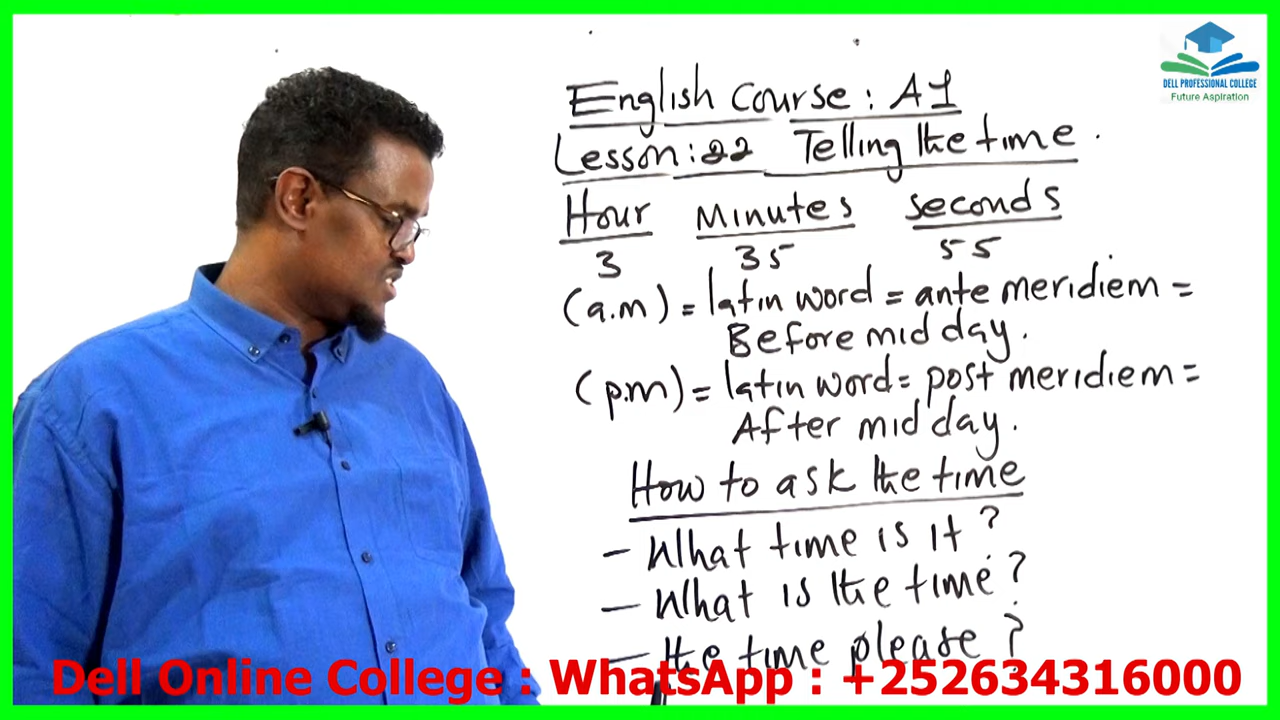 DELL PROFESSIONAL COLLEGE
Future Aspiration
English Course : A1
Lesson : 22 Telling the time .
Hour Minutes seconds
3 35 55
(a.m) = latin word = ante meridiem =
Before mid day.
(p.m) = latin word = post meridiem =
After mid day.
How to ask the time
- What time is it ?
- What is the time ?
- the time please ?
Dell Online College : WhatsApp : +252634316000